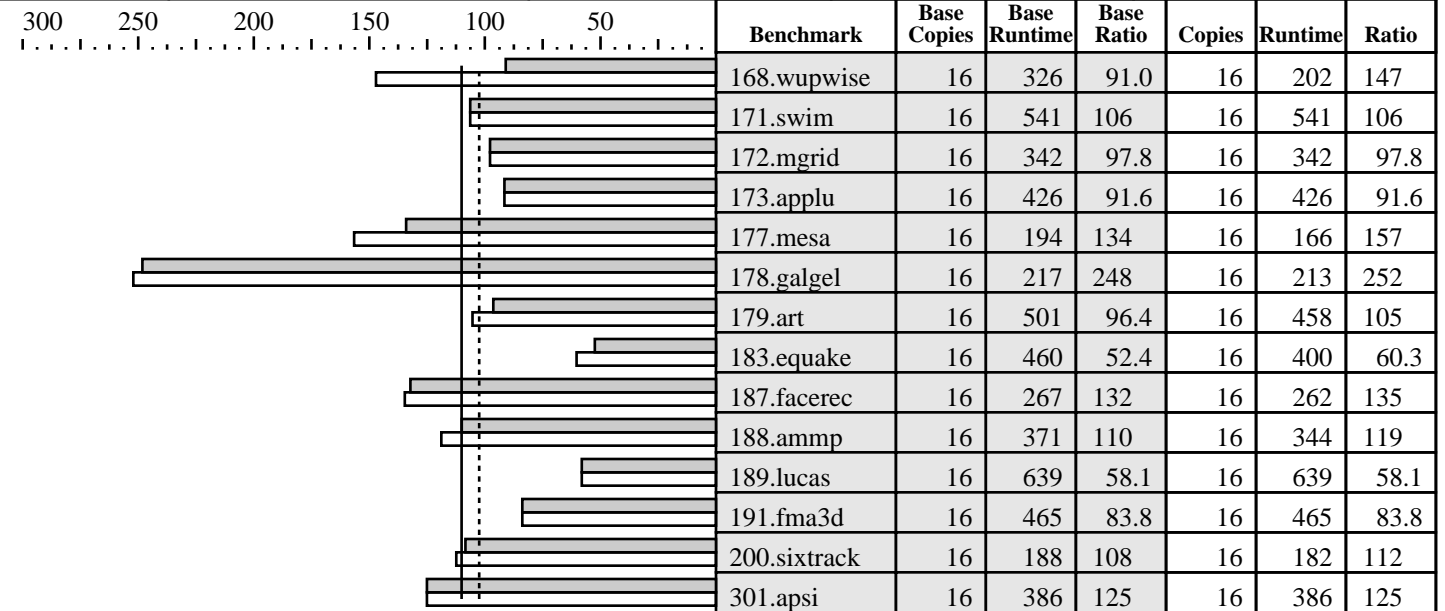 300 250 200 150 100 50
Benchmark Base Copies Base Runtime Base Ratio Copies Runtime Ratio
168.wupwise 16 326 91.0 16 202 147
171.swim 16 541 106 16 541 106
172.mgrid 16 342 97.8 16 342 97.8
173.applu 16 426 91.6 16 426 91.6
177.mesa 16 194 134 16 166 157
178.galgel 16 217 248 16 213 252
179.art 16 501 96.4 16 458 105
183.equake 16 460 52.4 16 400 60.3
187.facerec 16 267 132 16 262 135
188.ammp 16 371 110 16 344 119
189.lucas 16 639 58.1 16 639 58.1
191.fma3d 16 465 83.8 16 465 83.8
200.sixtrack 16 188 108 16 182 112
301.apsi 16 386 125 16 386 125